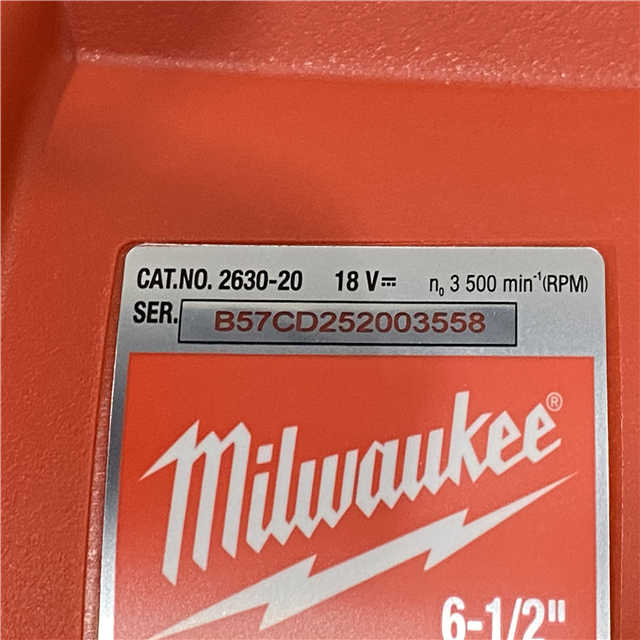 CAT.NO. 2630-20 18 V⎓ n₀ 3 500 min⁻¹(RPM)
SER. B57CD252003558
Milwaukee®
6-1/2"